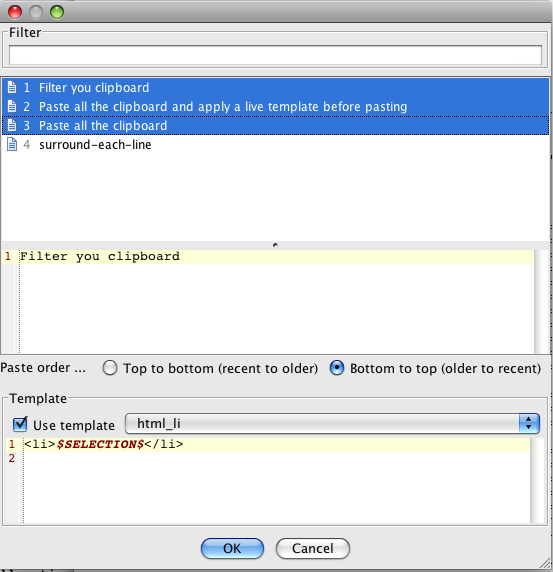 Filter
1 Filter you clipboard
2 Paste all the clipboard and apply a live template before pasting
3 Paste all the clipboard
4 surround-each-line
1 Filter you clipboard
Paste order ... Top to bottom (recent to older) Bottom to top (older to recent)
Template
Use template html_li
1 <li>$SELECTION$</li>
2
OK Cancel